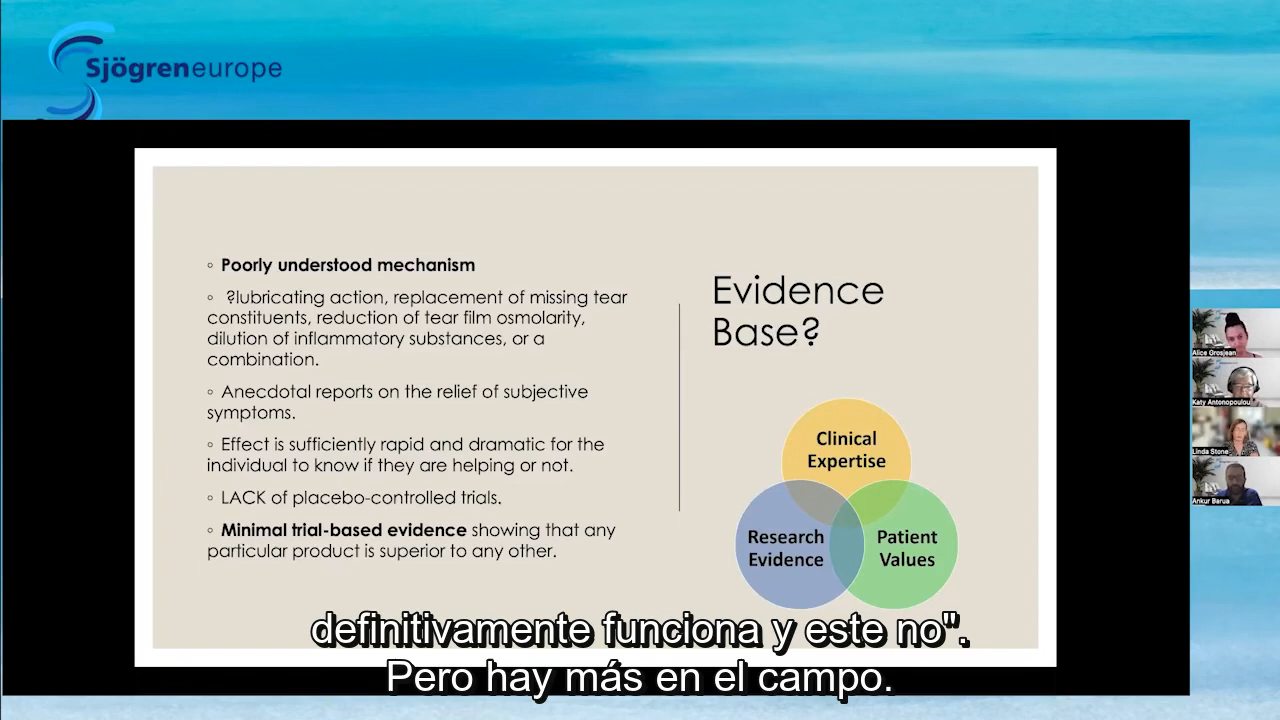 Sjögreneurope
Poorly understood mechanism
?lubricating action, replacement of missing tear
constituents, reduction of tear film osmolarity,
dilution of inflammatory substances, or a
combination.
Anecdotal reports on the relief of subjective
symptoms.
Effect is sufficiently rapid and dramatic for the
individual to know if they are helping or not.
LACK of placebo-controlled trials.
Minimal trial-based evidence showing that any
particular product is superior to any other.
Evidence
Base?
Clinical
Expertise
Research
Evidence
Patient
Values
Alice Grosjean
Katy Antonopoulou
Linda Stone
Ankur Barua
definitivamente funciona y este no".
Pero hay más en el campo.